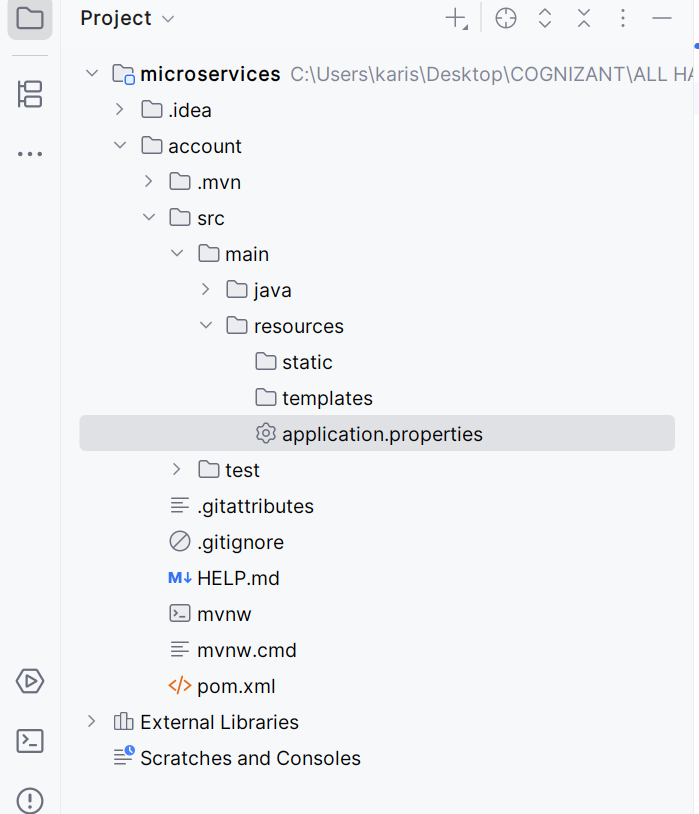 Project
microservices C:\Users\karis\Desktop\COGNIZANT\ALL HA
.idea
account
.mvn
src
main
java
resources
static
templates
application.properties
test
.gitattributes
.gitignore
M↓ HELP.md
mvnw
mvnw.cmd
pom.xml
External Libraries
Scratches and Consoles